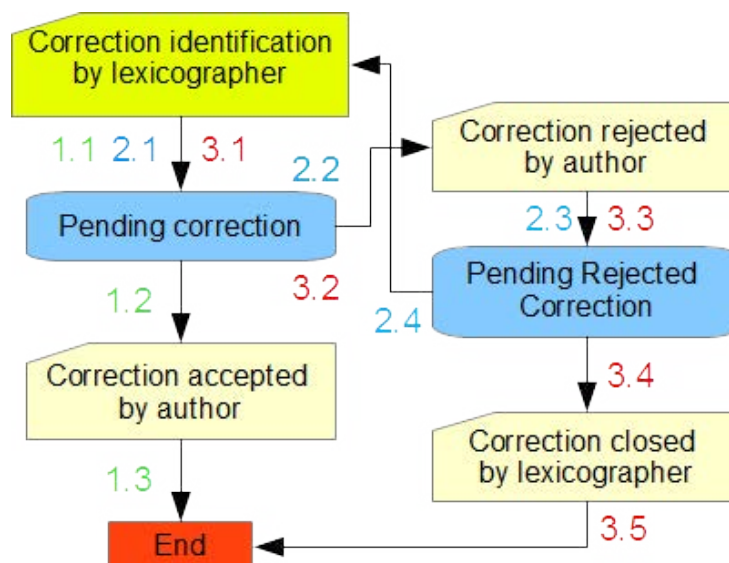 Correction identification
by lexicographer
1.1 2.1 3.1
2.2
Correction rejected
by author
Pending correction
2.3 3.3
1.2
3.2
Pending Rejected
Correction
2.4
3.4
Correction accepted
by author
Correction closed
by lexicographer
1.3
3.5
End